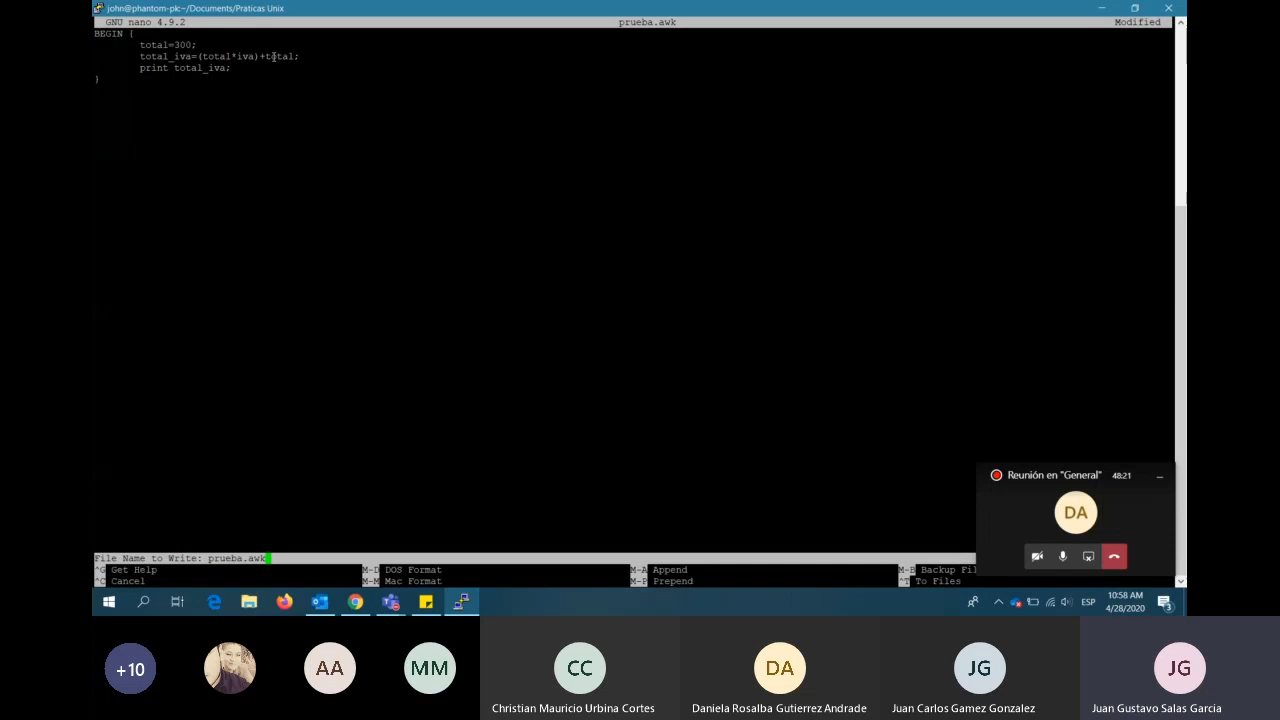 john@phantom-pk:~/Documents/Praticas Unix
GNU nano 4.9.2 prueba.awk Modified
BEGIN {
total=300;
total_iva=(total*iva)+total;
print total_iva;
}
Reunión en "General" 48:21
DA
File Name to Write: prueba.awk
^G Get Help M-D DOS Format M-A Append M-B Backup Fil
^C Cancel M-M Mac Format M-P Prepend ^T To Files
ESP
10:58 AM
4/28/2020
3
+10 AA MM CC DA JG JG
Christian Mauricio Urbina Cortes Daniela Rosalba Gutierrez Andrade Juan Carlos Gamez Gonzalez Juan Gustavo Salas Garcia